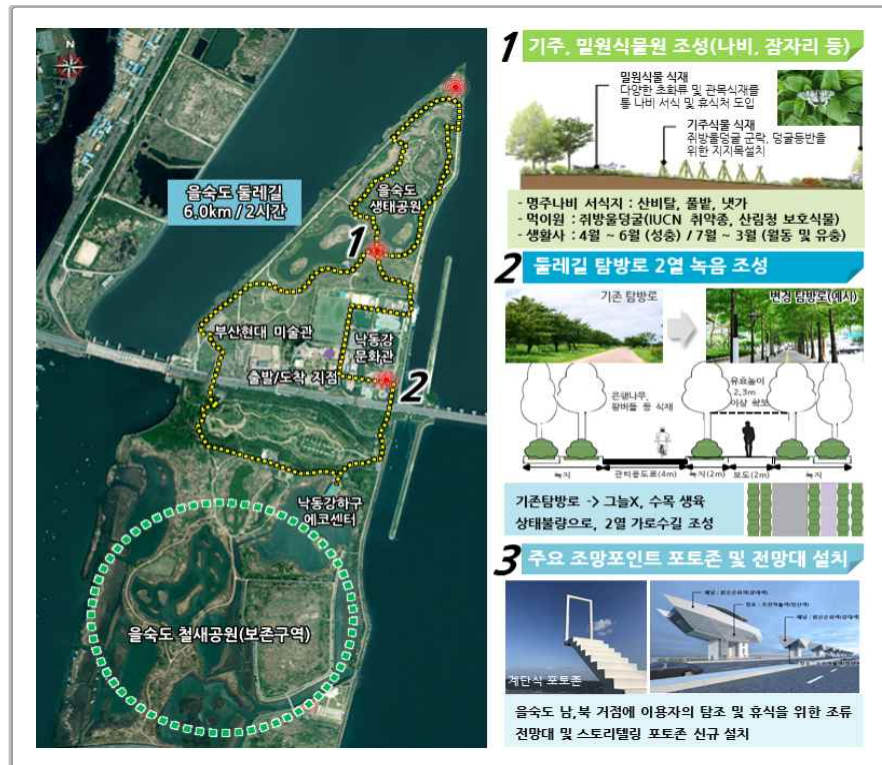 N
을숙도 둘레길
6.0km / 2시간
을숙도
생태공원
1
부산현대 미술관
낙동강
문화관
출발/도착 지점
2
낙동강하구
에코센터
을숙도 철새공원(보존구역)
1 기주, 밀원식물원 조성(나비, 잠자리 등)
밀원식물 식재
다양한 초화류 및 관목식재를
통 나비 서식 및 휴식처 도입
기주식물 식재
쥐방울덩굴 군락, 덩굴등반을
위한 지지목설치
- 명주나비 서식지 : 산비탈, 풀밭, 냇가
- 먹이원 : 쥐방울덩굴(IUCN 취약종, 산림청 보호식물)
- 생활사 : 4월 ~ 6월 (성충) / 7월 ~ 3월 (월동 및 유충)
2 둘레길 탐방로 2열 녹음 조성
기존 탐방로
변경 탐방로(예시)
은행나무,
왕버들 등 식재
유효높이
2.3m
이상 확보
녹지
관리용도로(4m)
녹지(2m)
보도(2m)
녹지
기존탐방로 -> 그늘X, 수목 생육
상태불량으로, 2열 가로수길 조성
3 주요 조망포인트 포토존 및 전망대 설치
계단식 포토존
을숙도 남,북 거점에 이용자의 탐조 및 휴식을 위한 조류
전망대 및 스토리텔링 포토존 신규 설치